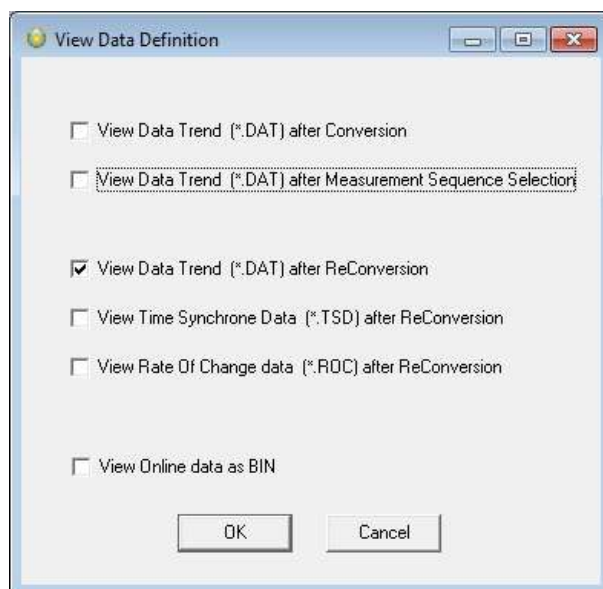 View Data Definition
View Data Trend (*.DAT) after Conversion
View Data Trend (*.DAT) after Measurement Sequence Selection
View Data Trend (*.DAT) after ReConversion
View Time Synchrone Data (*.TSD) after ReConversion
View Rate Of Change data (*.ROC) after ReConversion
View Online data as BIN
OK Cancel